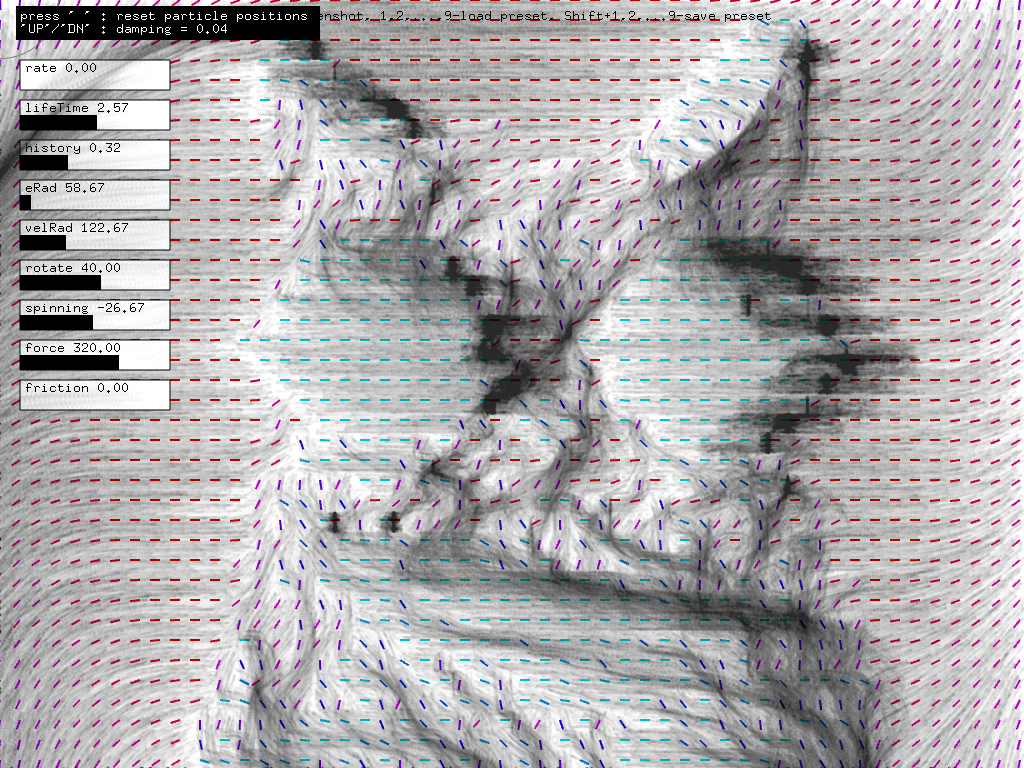 press " " : reset particle positions enshot. 1,2,...,9-load preset. Shift+1,2,...,9-save preset
"UP"/"DN" : damping = 0.04
rate 0.00
lifeTime 2.57
history 0.32
eRad 58.67
velRad 122.67
rotate 40.00
spinning -26.67
force 320.00
friction 0.00